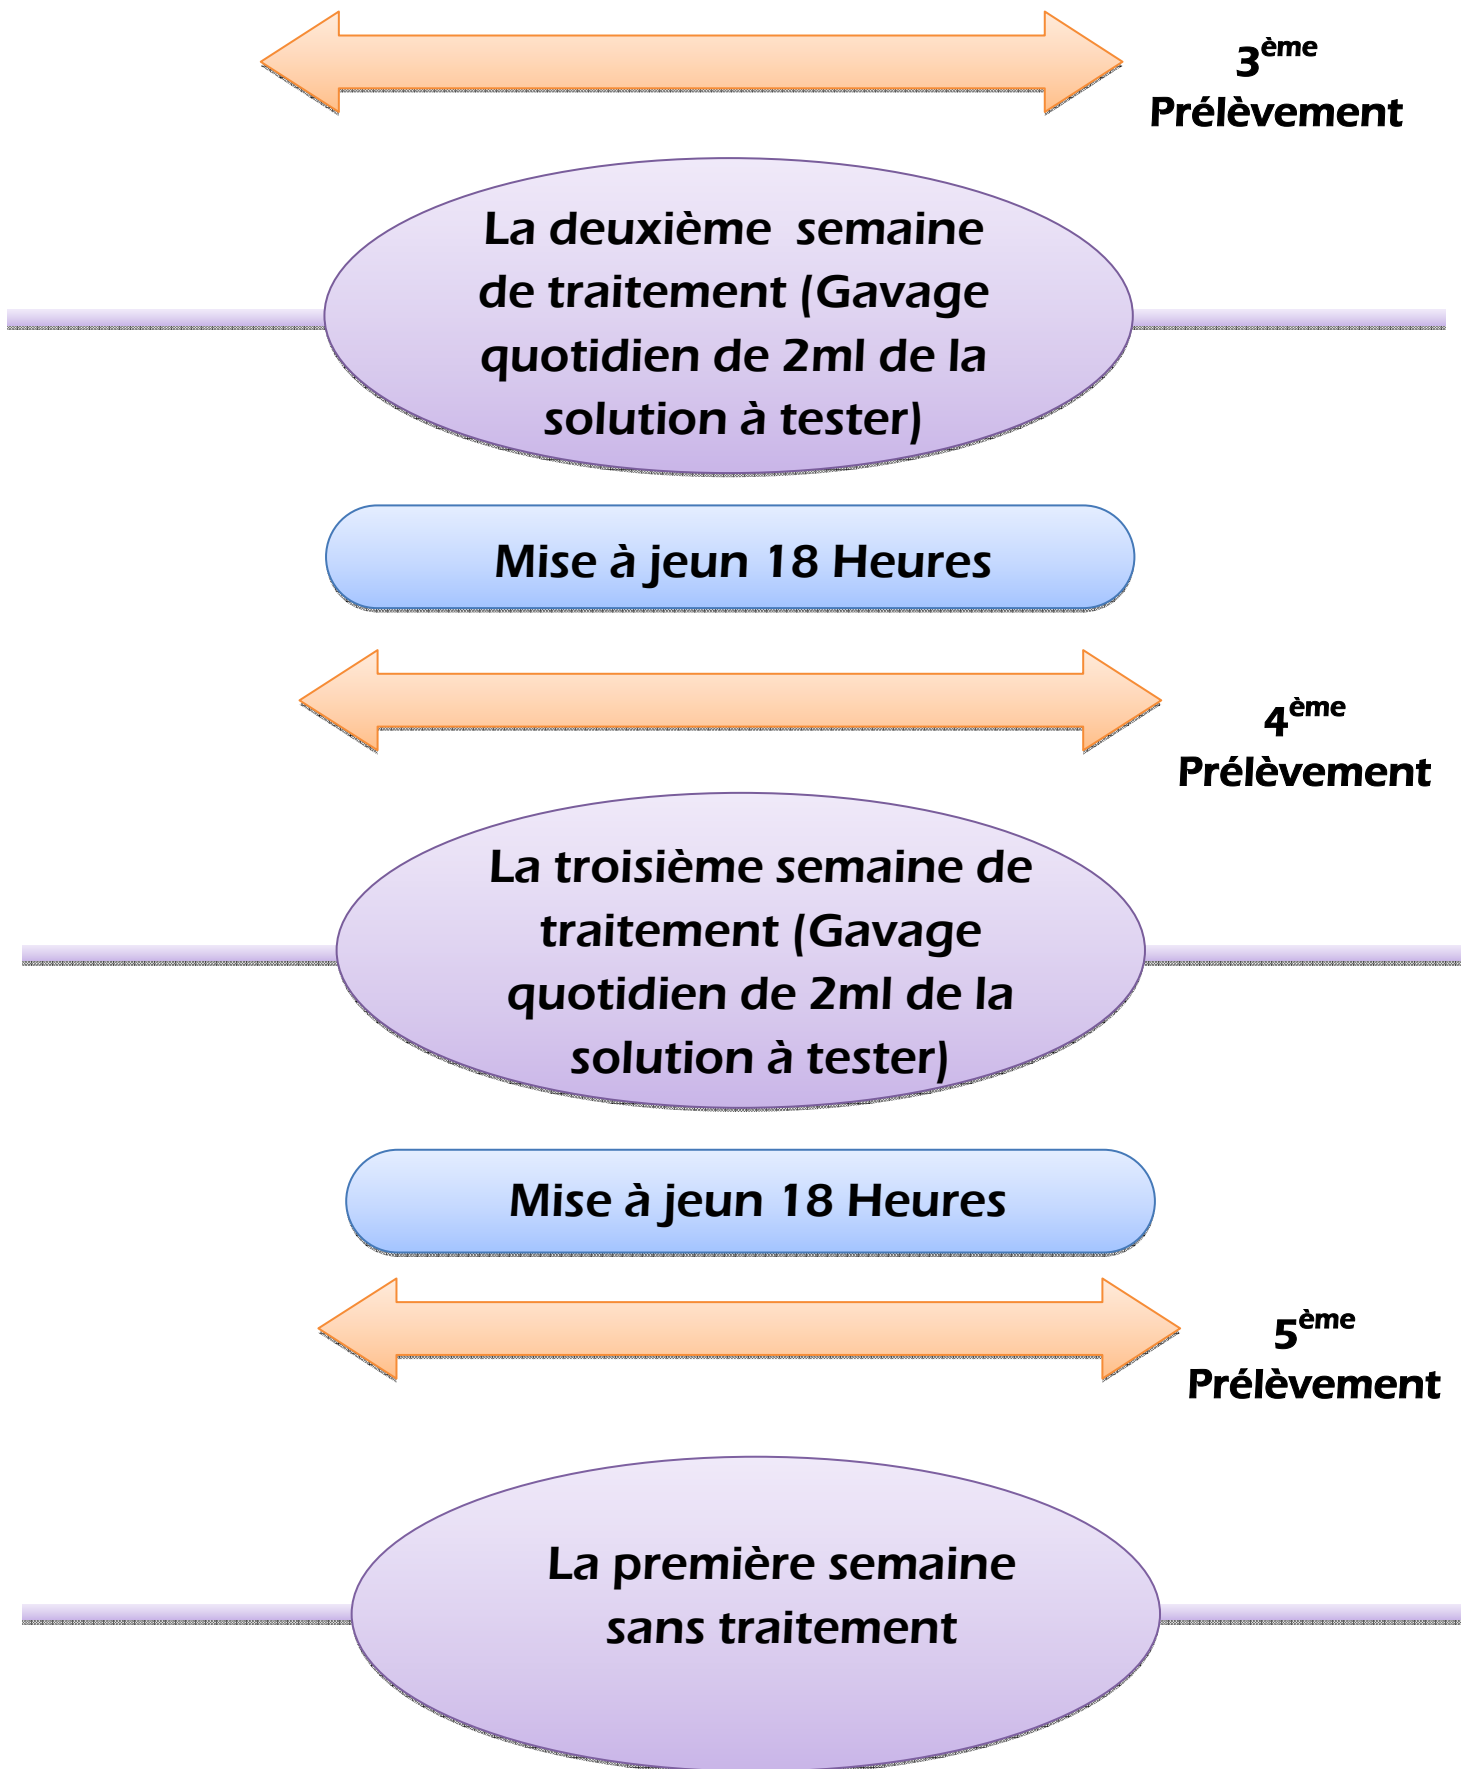 3ème
Prélèvement
La deuxième semaine
de traitement (Gavage
quotidien de 2ml de la
solution à tester)
Mise à jeun 18 Heures
4ème
Prélèvement
La troisième semaine de
traitement (Gavage
quotidien de 2ml de la
solution à tester)
Mise à jeun 18 Heures
5ème
Prélèvement
La première semaine
sans traitement